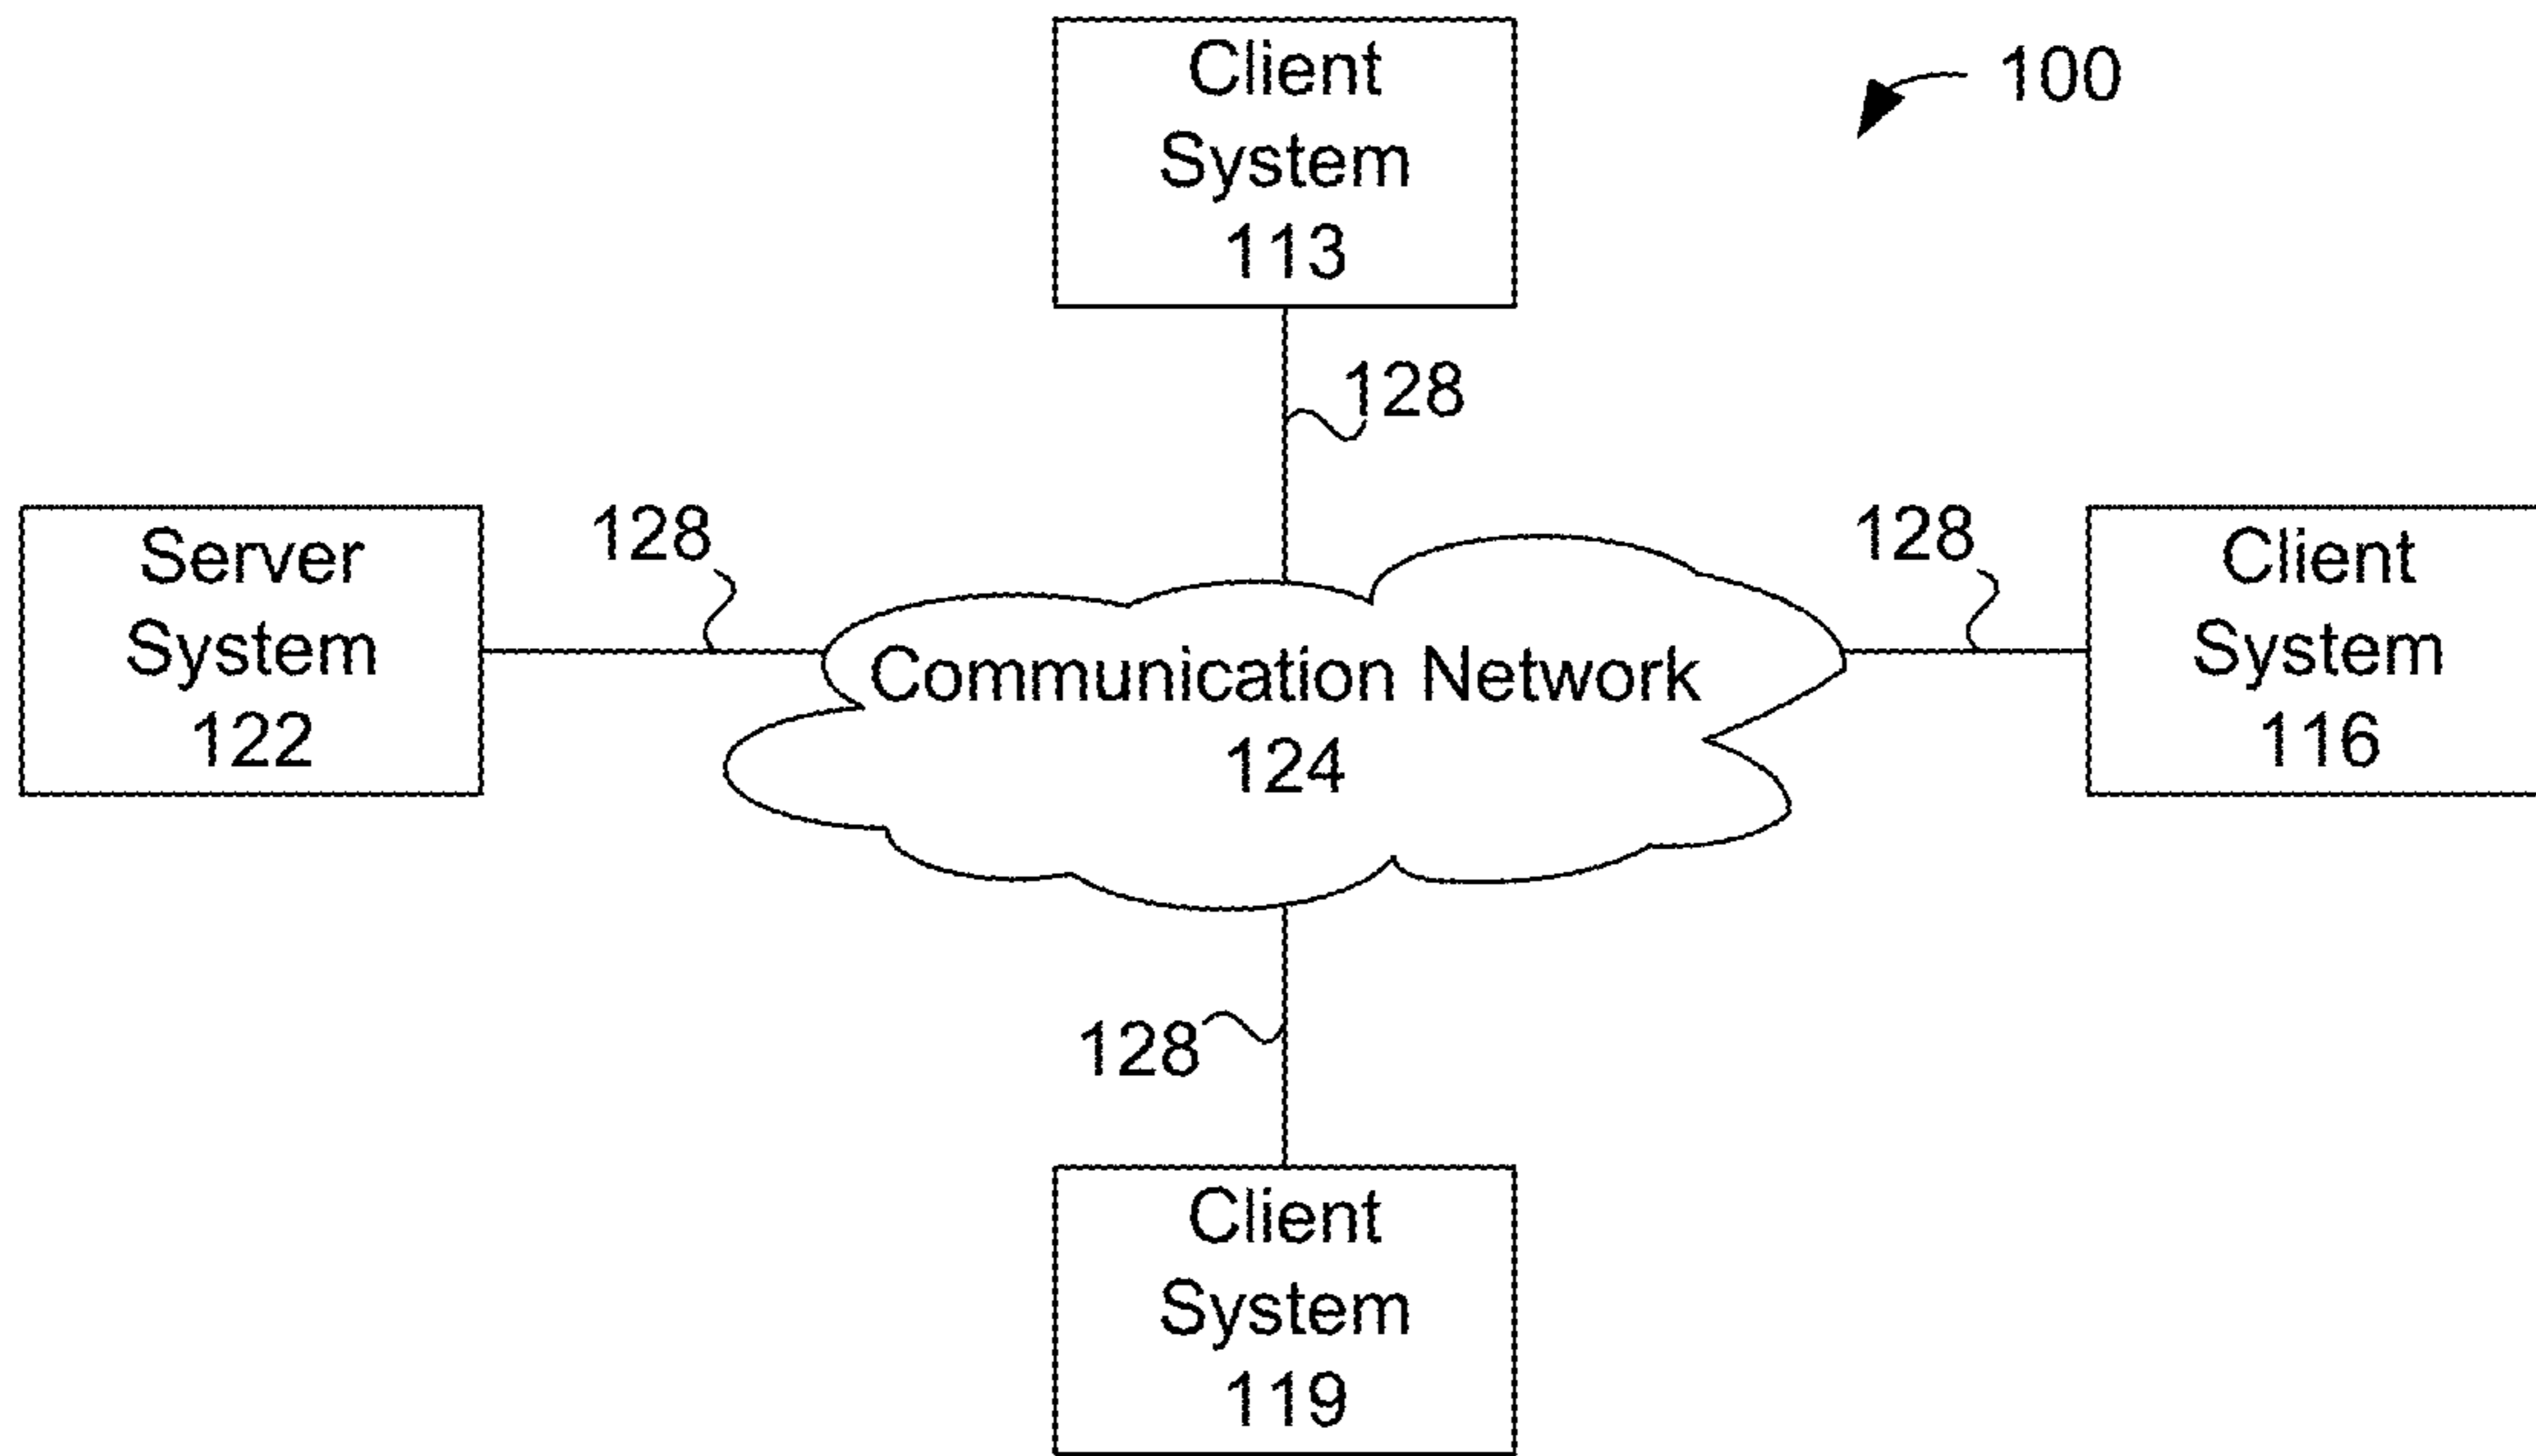 Client
System
113
100
128
Server
System
122
128
Communication Network
124
128
Client
System
116
128
Client
System
119